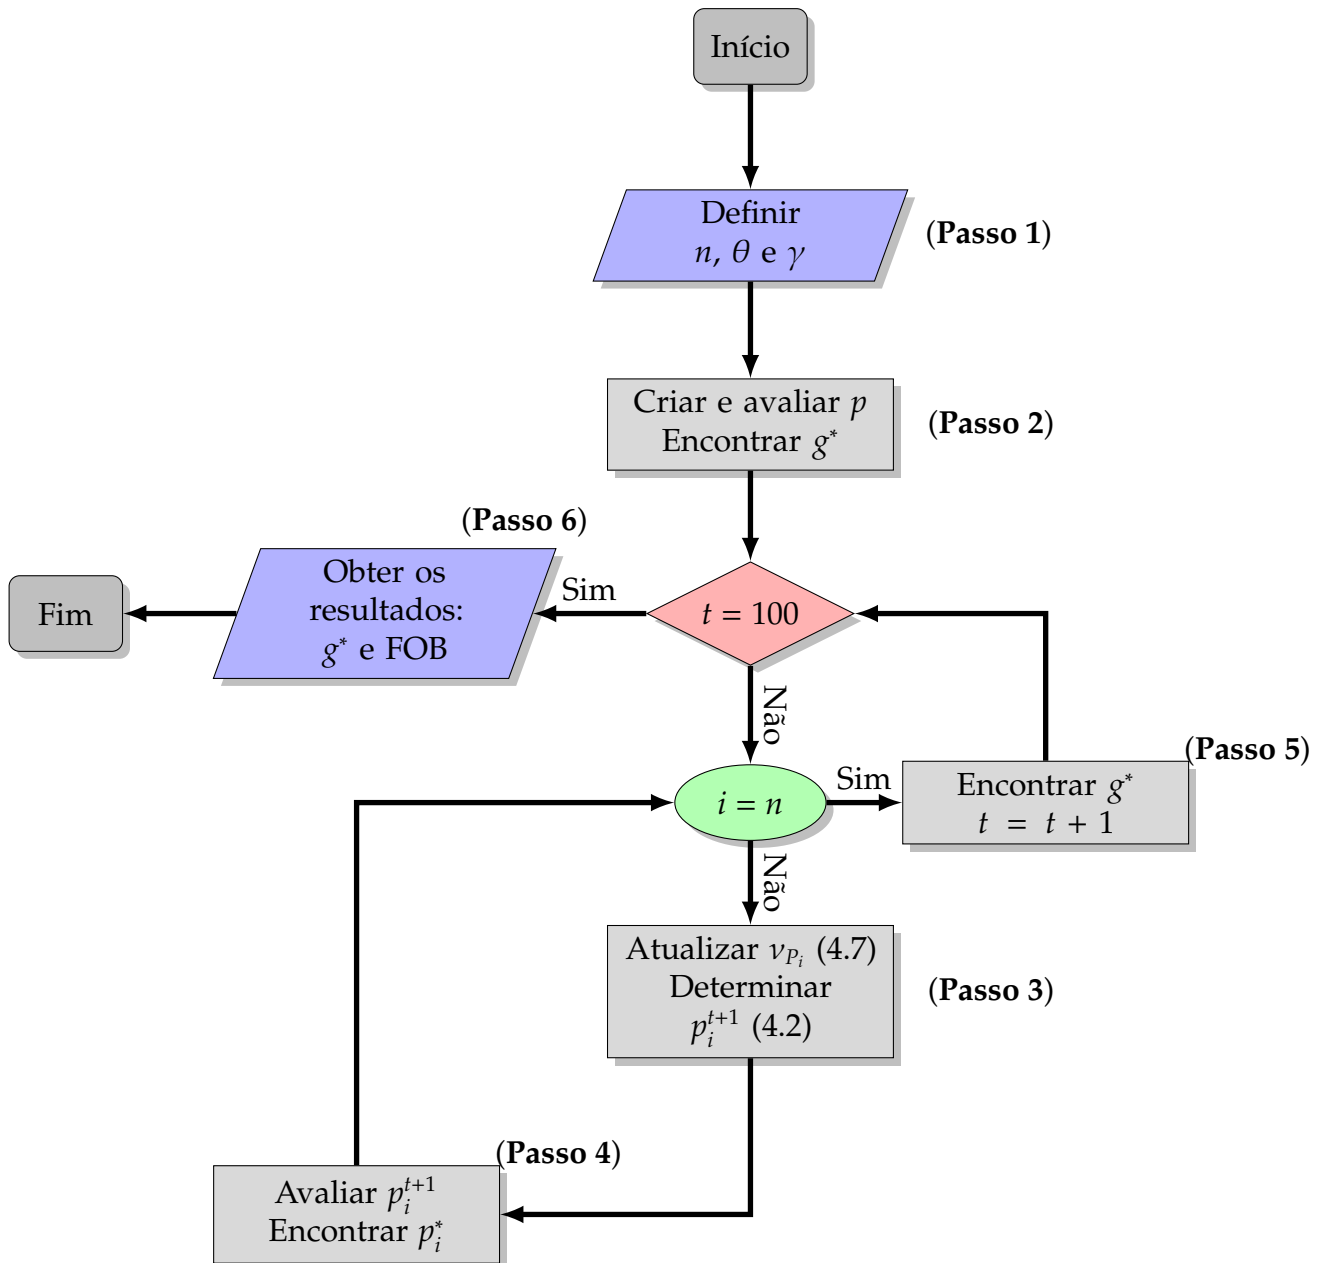 Início
Definir
n, θ e γ
(Passo 1)
Criar e avaliar p
Encontrar g*
(Passo 2)
(Passo 6)
Obter os
resultados:
g* e FOB
Fim
Sim
t = 100
Não
(Passo 5)
i = n
Sim
Encontrar g*
t = t + 1
Não
Atualizar ν_{P_i} (4.7)
Determinar
p_i^{t+1} (4.2)
(Passo 3)
(Passo 4)
Avaliar p_i^{t+1}
Encontrar p_i^*